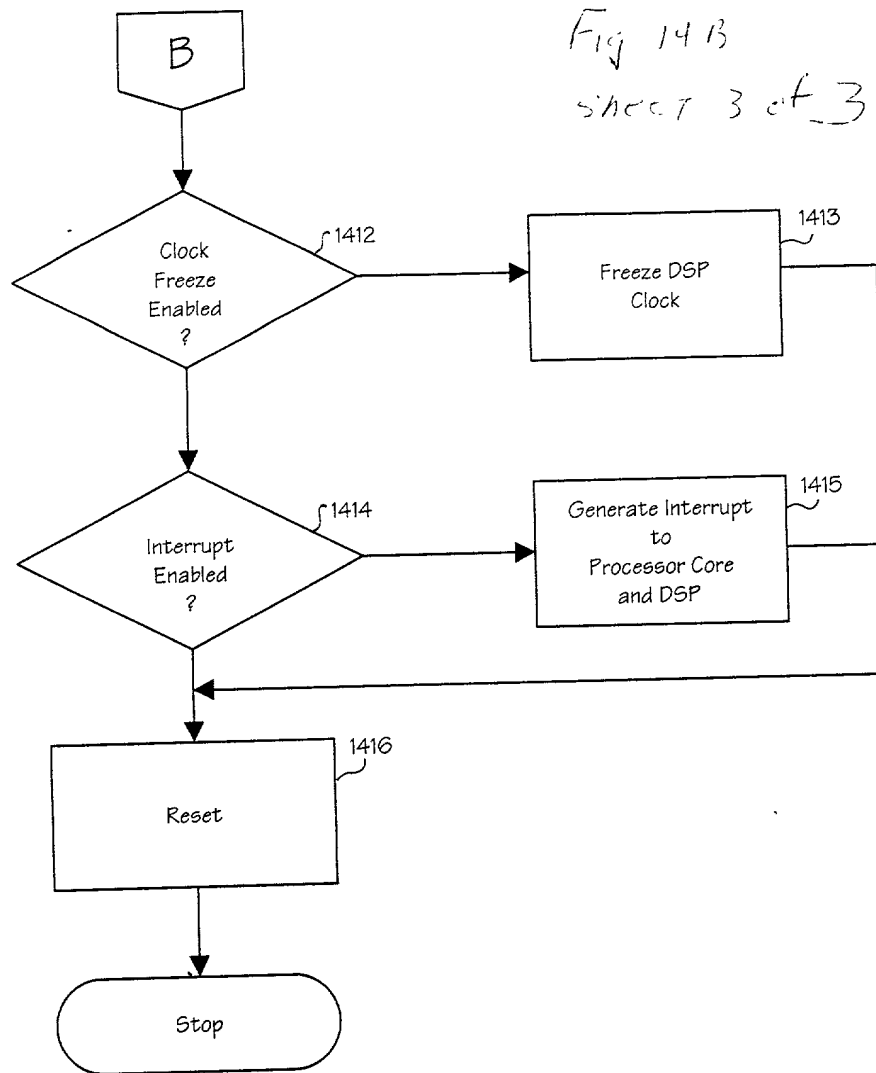 Fig 14 B
sheet 3 of 3
B
Clock
Freeze
Enabled
?
1412
Freeze DSP
Clock
1413
Interrupt
Enabled
?
1414
Generate Interrupt
to
Processor Core
and DSP
1415
Reset
1416
Stop